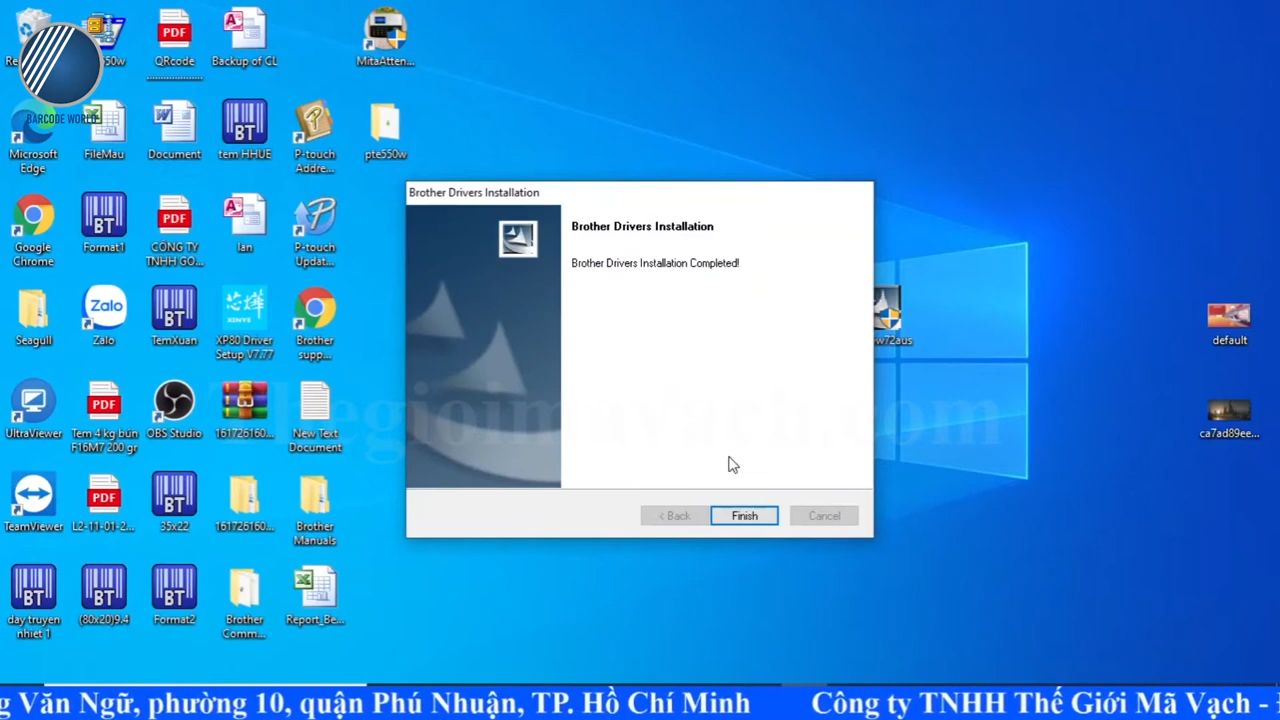 QRcode
Backup of CL
MitaAtten...
BARCODE WORLD
Microsoft
Edge
FileMau
Document
tem HHUE
P-touch
Addre...
pte550w
Google
Chrome
Format1
CÔNG TY
TNHH GO...
lan
P-touch
Updat...
Seagull
Zalo
TemXuan
XP80 Driver
Setup V7.77
Brother
supp...
UltraViewer
Tem 4 kg bún
F16M7 200 gr
OBS Studio
161726160...
New Text
Document
TeamViewer
L2-11-01-2...
35x22
161726160...
Brother
Manuals
day truyen
nhiet 1
(80x20)9.4
Format2
Brother
Comm...
Report_Be...
Brother Drivers Installation
Brother Drivers Installation
Brother Drivers Installation Completed!
< Back
Finish
Cancel
w72aus
default
ca7ad89ee...
Thegioimavach.com
Văn Ngữ, phường 10, quận Phú Nhuận, TP. Hồ Chí Minh
Công ty TNHH Thế Giới Mã Vạch -